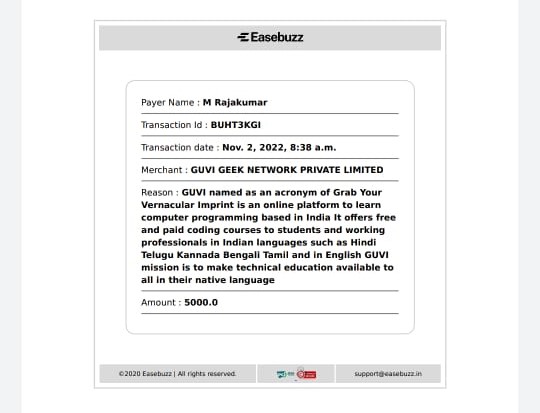 Easebuzz
Payer Name : M Rajakumar
Transaction Id : BUHT3KGI
Transaction date : Nov. 2, 2022, 8:38 a.m.
Merchant : GUVI GEEK NETWORK PRIVATE LIMITED
Reason : GUVI named as an acronym of Grab Your
Vernacular Imprint is an online platform to learn
computer programming based in India It offers free
and paid coding courses to students and working
professionals in Indian languages such as Hindi
Telugu Kannada Bengali Tamil and in English GUVI
mission is to make technical education available to
all in their native language
Amount : 5000.0
©2020 Easebuzz | All rights reserved.
support@easebuzz.in